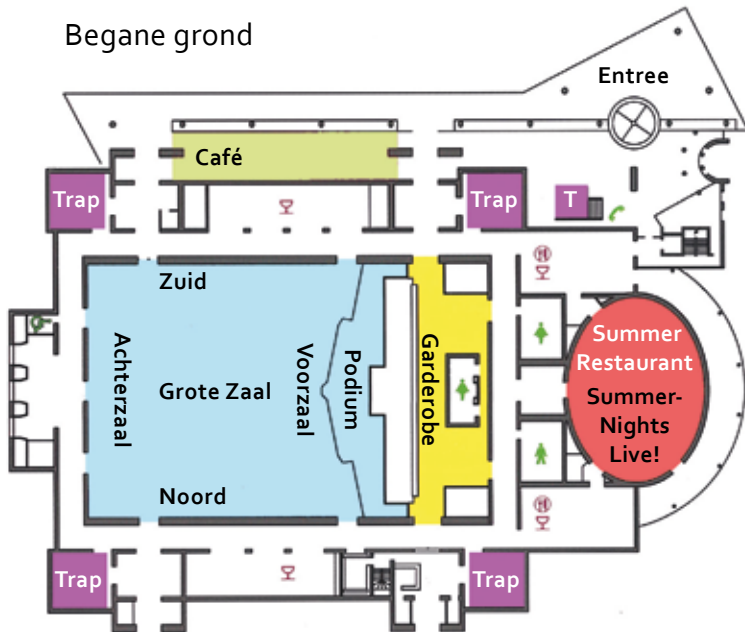 Begane grond
Entree
Café
Trap
Trap
T
Zuid
Achterzaal
Grote Zaal
Voorzaal
Podium
Garderobe
Summer
Restaurant
Summer-
Nights
Live!
Noord
Trap
Trap